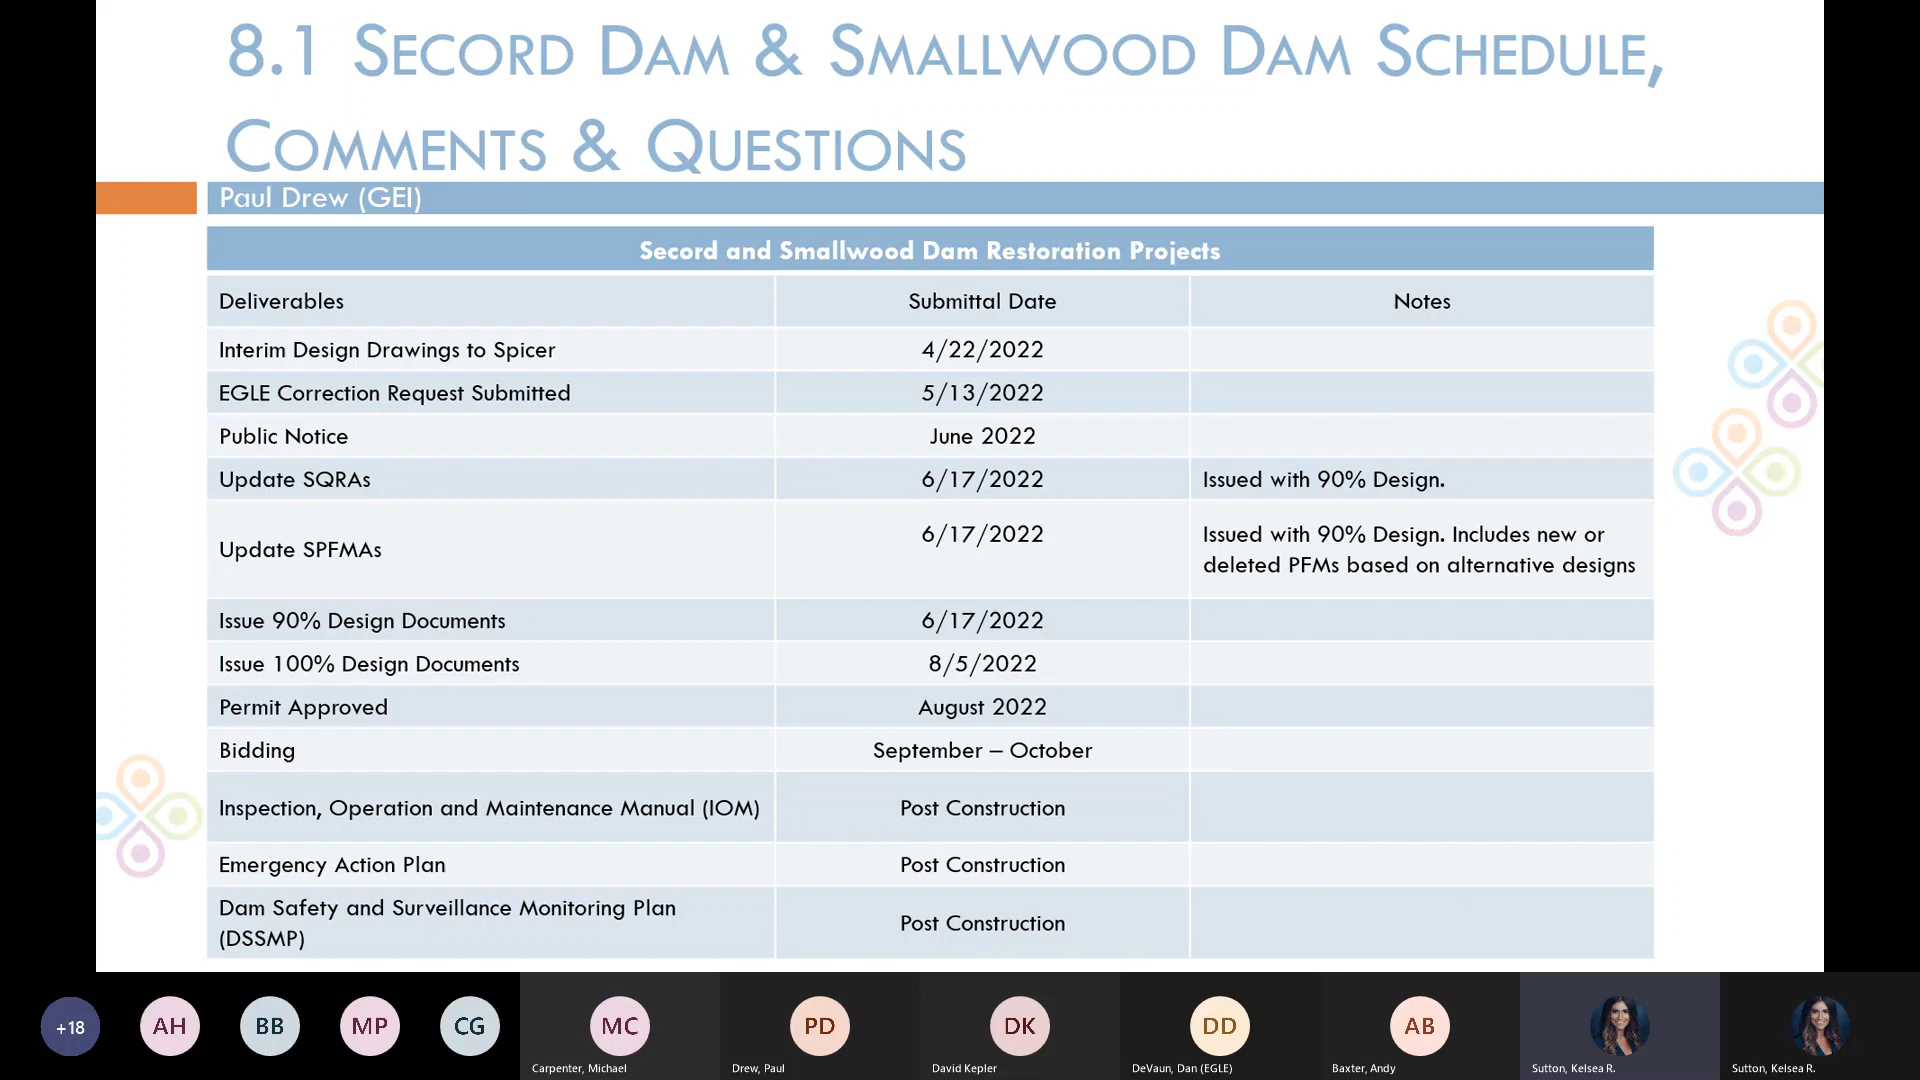 8.1 Secord Dam & Smallwood Dam Schedule,
Comments & Questions
Paul Drew (GEI)
Secord and Smallwood Dam Restoration Projects
Deliverables Submittal Date Notes
Interim Design Drawings to Spicer 4/22/2022
EGLE Correction Request Submitted 5/13/2022
Public Notice June 2022
Update SQRAs 6/17/2022 Issued with 90% Design.
Update SPFMAs 6/17/2022 Issued with 90% Design. Includes new or
deleted PFMs based on alternative designs
Issue 90% Design Documents 6/17/2022
Issue 100% Design Documents 8/5/2022
Permit Approved August 2022
Bidding September – October
Inspection, Operation and Maintenance Manual (IOM) Post Construction
Emergency Action Plan Post Construction
Dam Safety and Surveillance Monitoring Plan
(DSSMP) Post Construction
+18 AH BB MP CG MC PD DK DD AB
Carpenter, Michael Drew, Paul David Kepler DeVaun, Dan (EGLE) Baxter, Andy Sutton, Kelsea R. Sutton, Kelsea R.